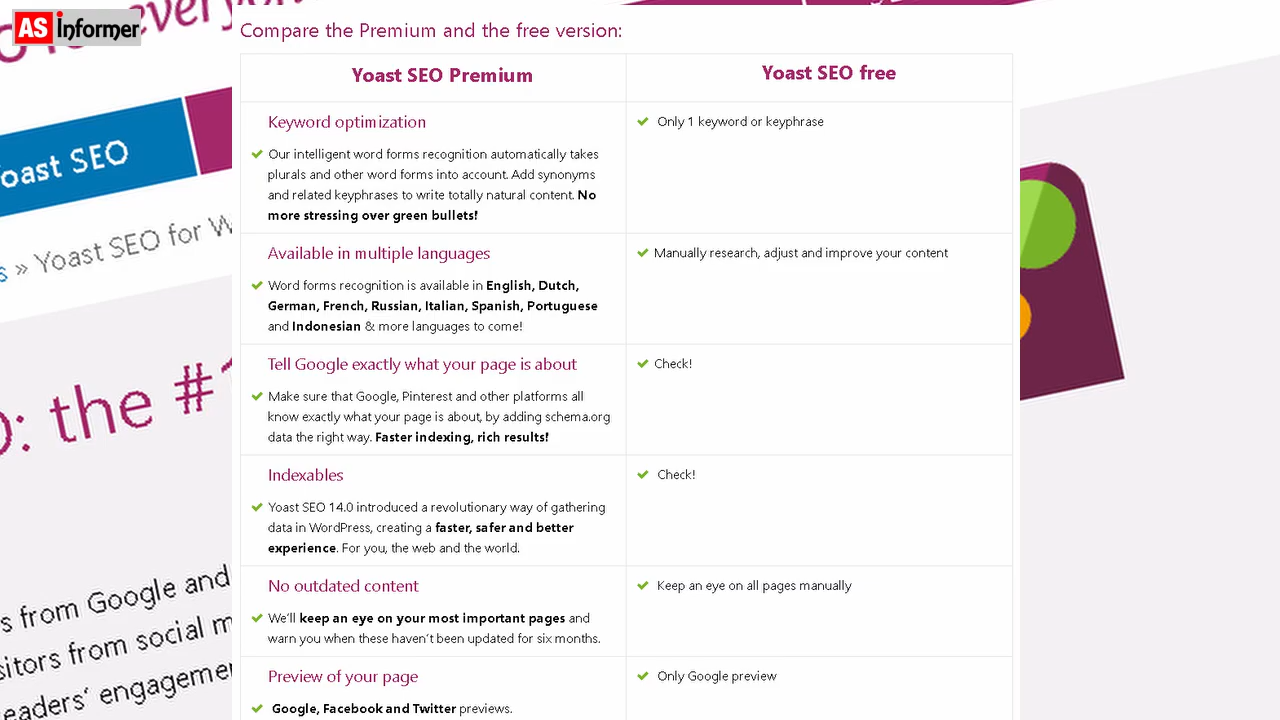 AS Informer
everyon
Compare the Premium and the free version:
Yoast SEO Premium
Yoast SEO free
Keyword optimization
Only 1 keyword or keyphrase
Our intelligent word forms recognition automatically takes
plurals and other word forms into account. Add synonyms
and related keyphrases to write totally natural content. No
more stressing over green bullets!
Available in multiple languages
Manually research, adjust and improve your content
Word forms recognition is available in English, Dutch,
German, French, Russian, Italian, Spanish, Portuguese
and Indonesian & more languages to come!
Tell Google exactly what your page is about
Check!
Make sure that Google, Pinterest and other platforms all
know exactly what your page is about, by adding schema.org
data the right way. Faster indexing, rich results!
Indexables
Check!
Yoast SEO 14.0 introduced a revolutionary way of gathering
data in WordPress, creating a faster, safer and better
experience. For you, the web and the world.
No outdated content
Keep an eye on all pages manually
We'll keep an eye on your most important pages and
warn you when these haven't been updated for six months.
Preview of your page
Only Google preview
Google, Facebook and Twitter previews.
oast SEO
s » Yoast SEO for W
O: the #1
s from Google and
sitors from social m
eaders' engagemen